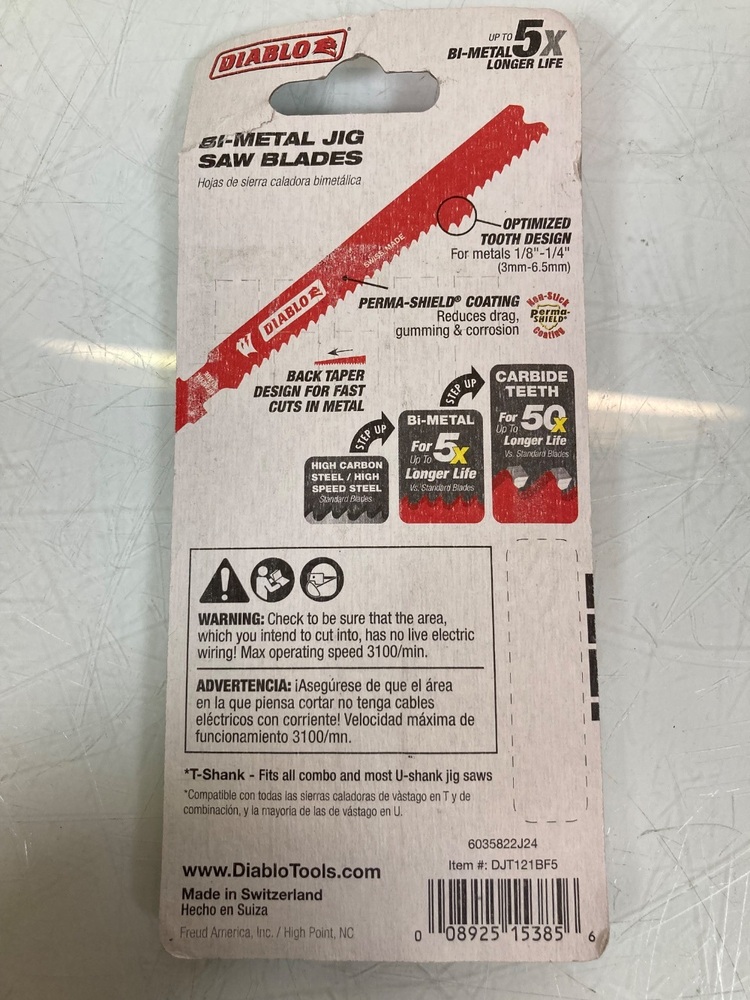 DIABLO
UP TO 5X
BI-METAL
LONGER LIFE
BI-METAL JIG
SAW BLADES
Hojas de sierra caladora bimetálica
OPTIMIZED
TOOTH DESIGN
For metals 1/8"-1/4"
(3mm-6.5mm)
SWISS MADE
DIABLO
PERMA-SHIELD® COATING
Reduces drag,
gumming & corrosion
Non-Stick
Perma-
SHIELD®
Coating
BACK TAPER
DESIGN FOR FAST
CUTS IN METAL
STEP UP
STEP UP
HIGH CARBON
STEEL / HIGH
SPEED STEEL
Standard Blades
Bi-METAL
For
Up To 5x
Longer Life
Vs. Standard Blades
CARBIDE
TEETH
For
Up To 50x
Longer Life
Vs. Standard Blades
WARNING: Check to be sure that the area,
which you intend to cut into, has no live electric
wiring! Max operating speed 3100/min.
ADVERTENCIA: ¡Asegúrese de que el área
en la que piensa cortar no tenga cables
eléctricos con corriente! Velocidad máxima de
funcionamiento 3100/mn.
*T-Shank - Fits all combo and most U-shank jig saws
*Compatible con todas las sierras caladoras de vástago en T y de
combinación, y la mayoría de las de vástago en U.
6035822J24
Item #: DJT121BF5
www.DiabloTools.com
Made in Switzerland
Hecho en Suiza
Freud America, Inc. / High Point, NC
0 08925 15385 6